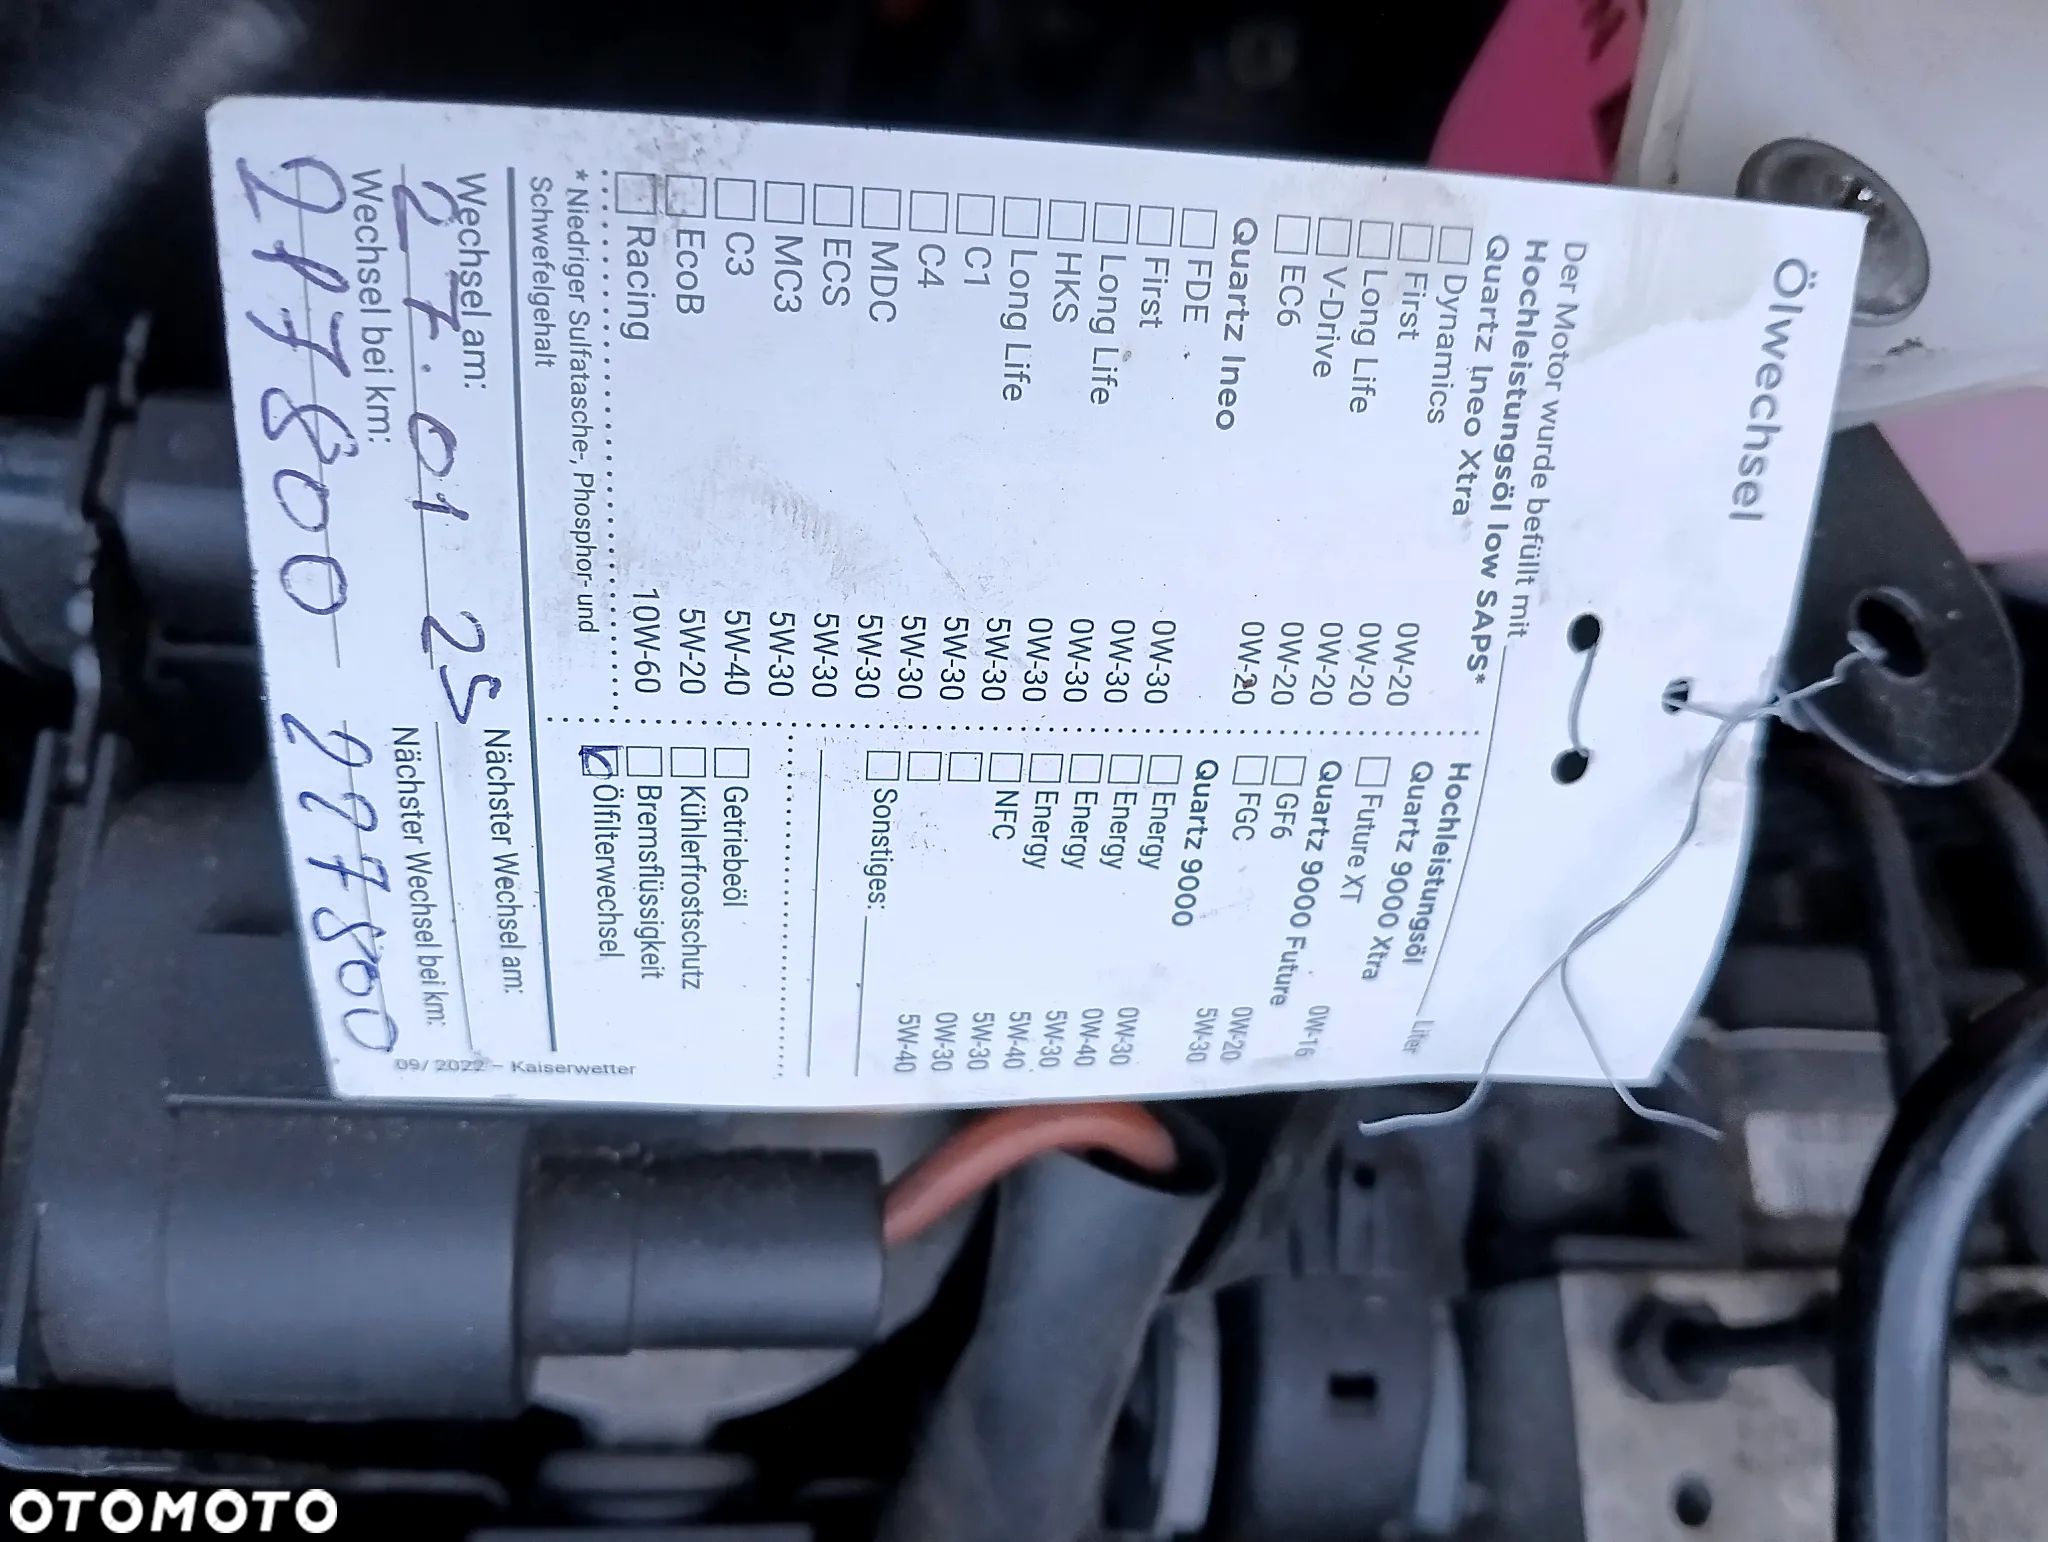 Ölwechsel
Der Motor wurde befüllt mit
Liter
Hochleistungsöl low SAPS*
Quartz Ineo Xtra
Dynamics 0W-20
First 0W-20
Long Life 0W-20
V-Drive 0W-20
EC6 0W-20
Quartz Ineo
FDE
First 0W-30
Long Life 0W-30
HKS 0W-30
Long Life 0W-30
C1 5W-30
C4 5W-30
MDC 5W-30
ECS 5W-30
MC3 5W-30
C3 5W-40
EcoB 5W-20
Racing 10W-60
* Niedriger Sulfatasche-, Phosphor- und
Schwefelgehalt
Hochleistungsöl
Quartz 9000 Xtra
Future XT 0W-16
Quartz 9000 Future
GF6 0W-20
FGC 5W-30
Quartz 9000
Energy 0W-30
Energy 0W-40
Energy 5W-30
Energy 5W-40
NFC 5W-30
0W-30
5W-40
Sonstiges:
Getriebeöl
Kühlerfrostschutz
Bremsflüssigkeit
Ölfilterwechsel
Wechsel am:
27.01 25
Wechsel bei km:
217800
Nächster Wechsel am:
Nächster Wechsel bei km:
227800
09/ 2022 – Kaiserwetter
OTOMOTO